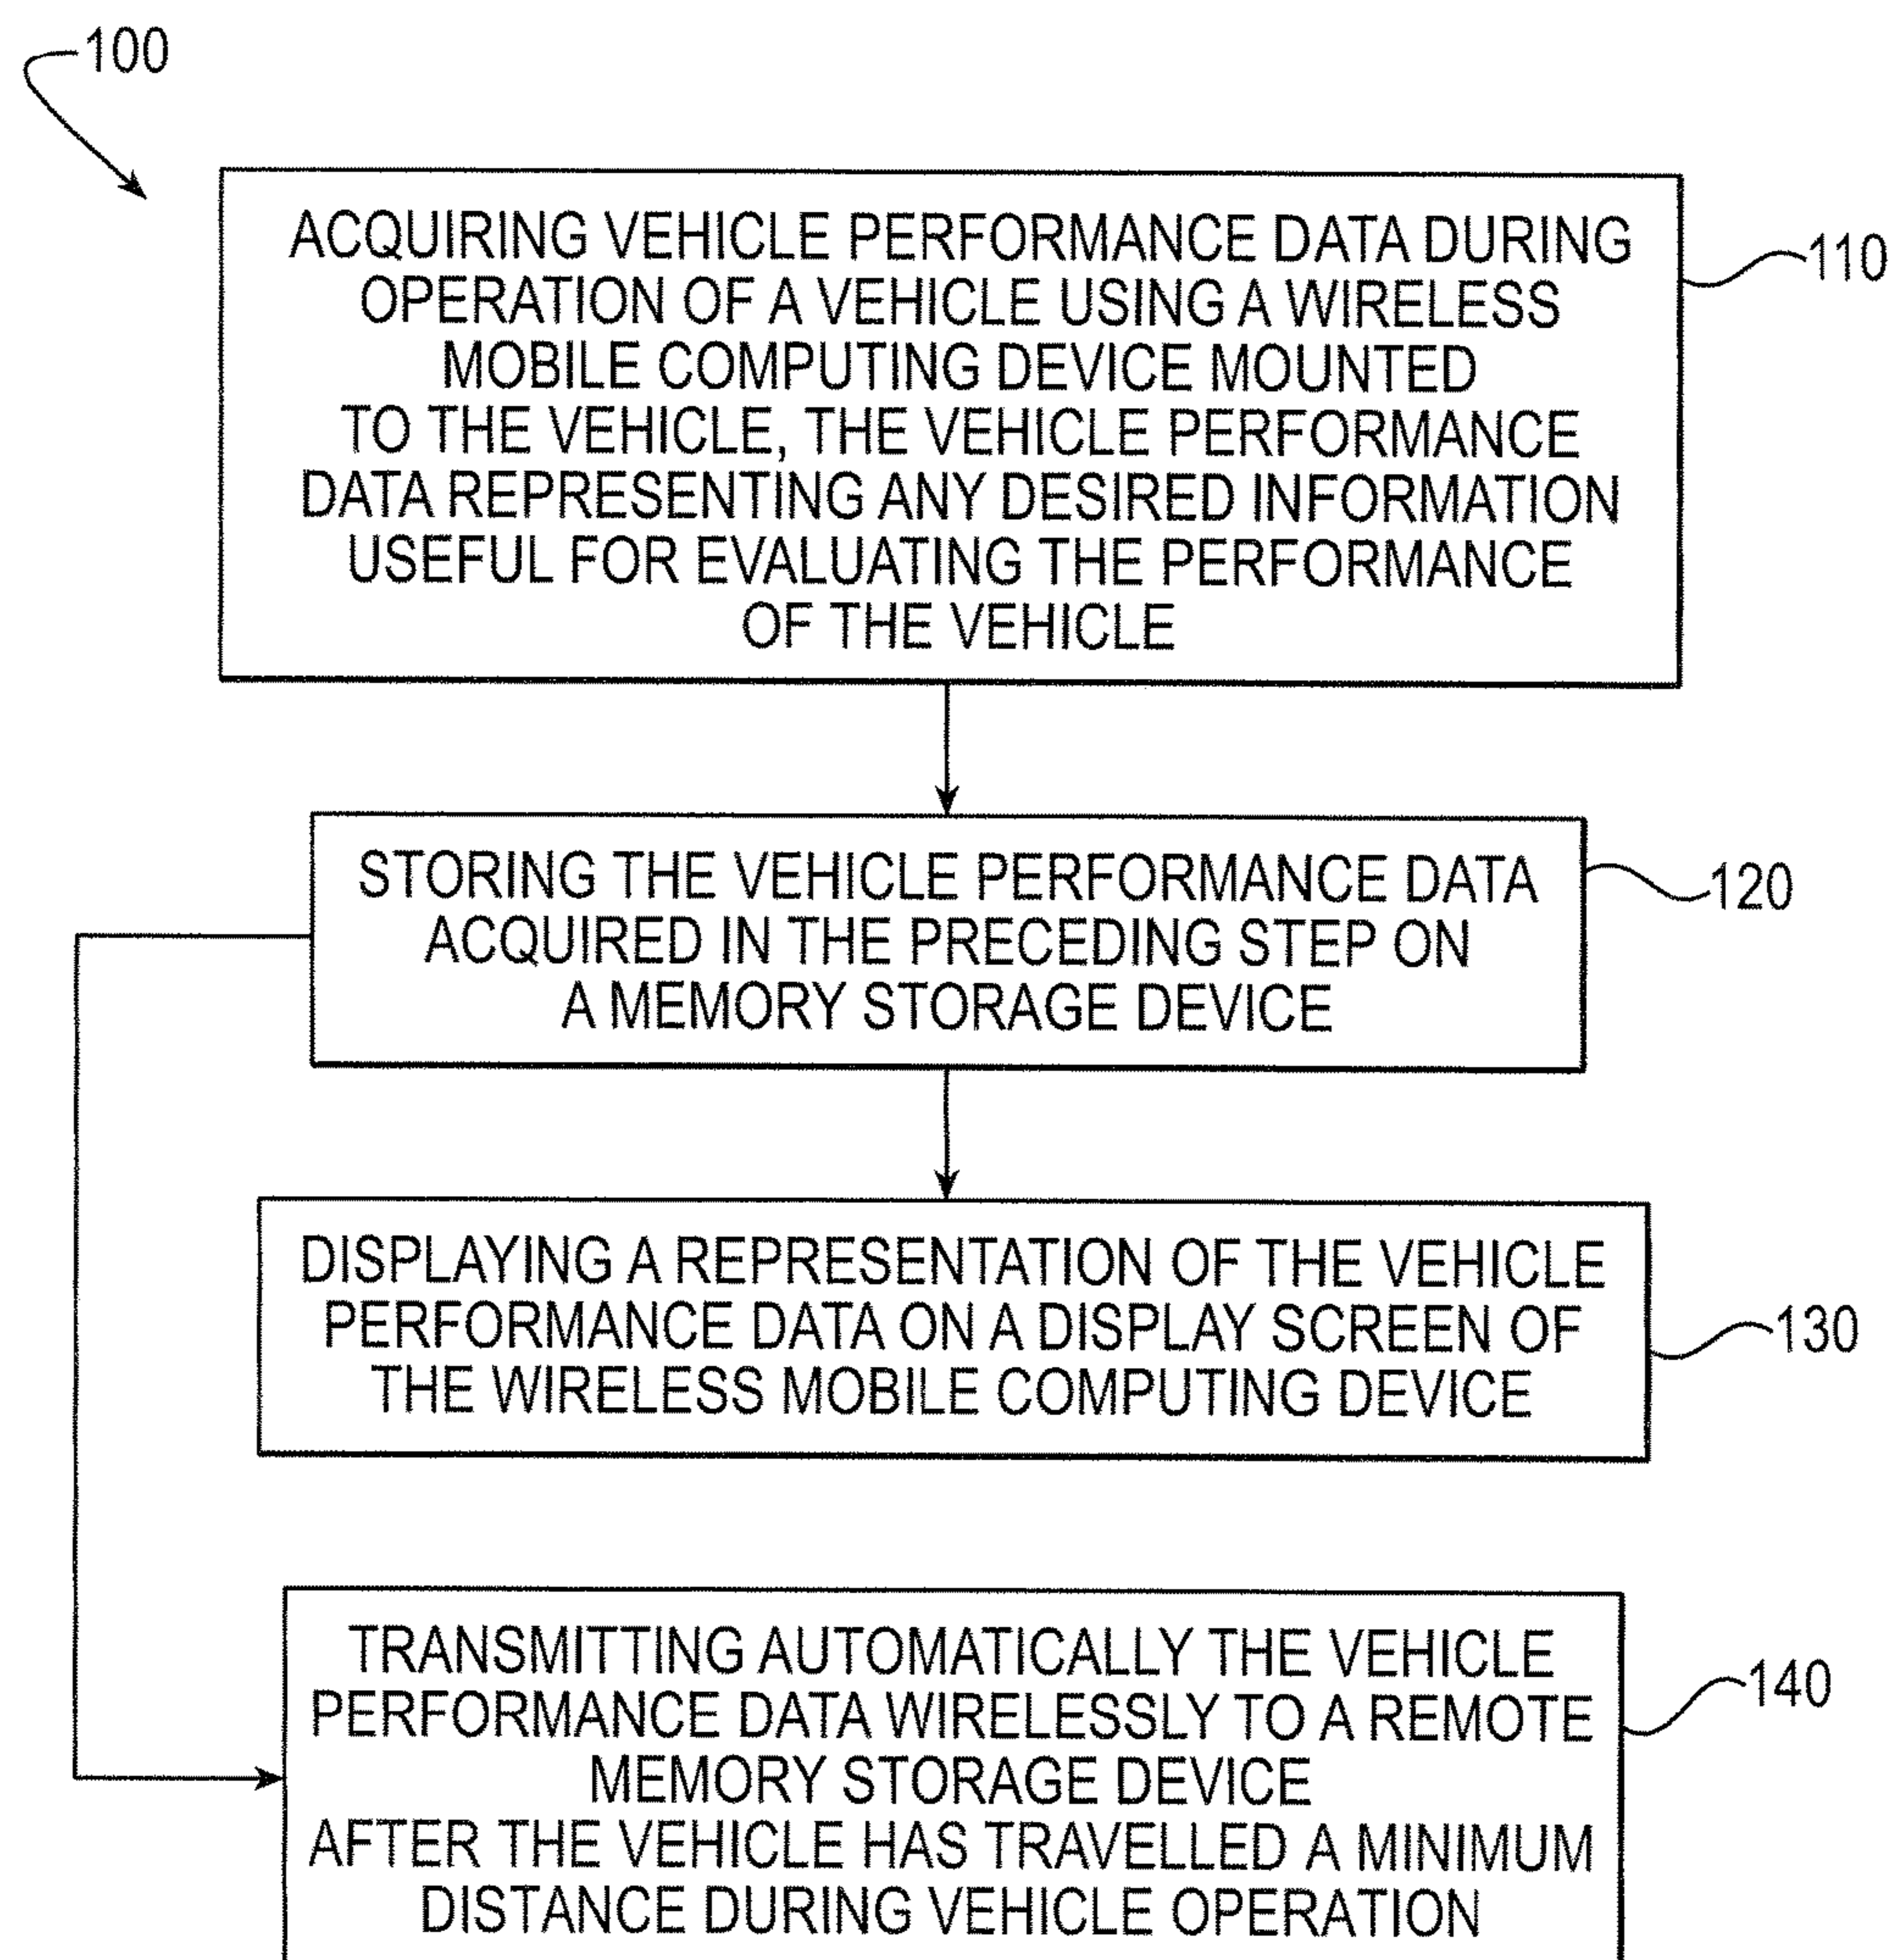 100
ACQUIRING VEHICLE PERFORMANCE DATA DURING
OPERATION OF A VEHICLE USING A WIRELESS
MOBILE COMPUTING DEVICE MOUNTED
TO THE VEHICLE, THE VEHICLE PERFORMANCE
DATA REPRESENTING ANY DESIRED INFORMATION
USEFUL FOR EVALUATING THE PERFORMANCE
OF THE VEHICLE
110
STORING THE VEHICLE PERFORMANCE DATA
ACQUIRED IN THE PRECEDING STEP ON
A MEMORY STORAGE DEVICE
120
DISPLAYING A REPRESENTATION OF THE VEHICLE
PERFORMANCE DATA ON A DISPLAY SCREEN OF
THE WIRELESS MOBILE COMPUTING DEVICE
130
TRANSMITTING AUTOMATICALLY THE VEHICLE
PERFORMANCE DATA WIRELESSLY TO A REMOTE
MEMORY STORAGE DEVICE
AFTER THE VEHICLE HAS TRAVELLED A MINIMUM
DISTANCE DURING VEHICLE OPERATION
140